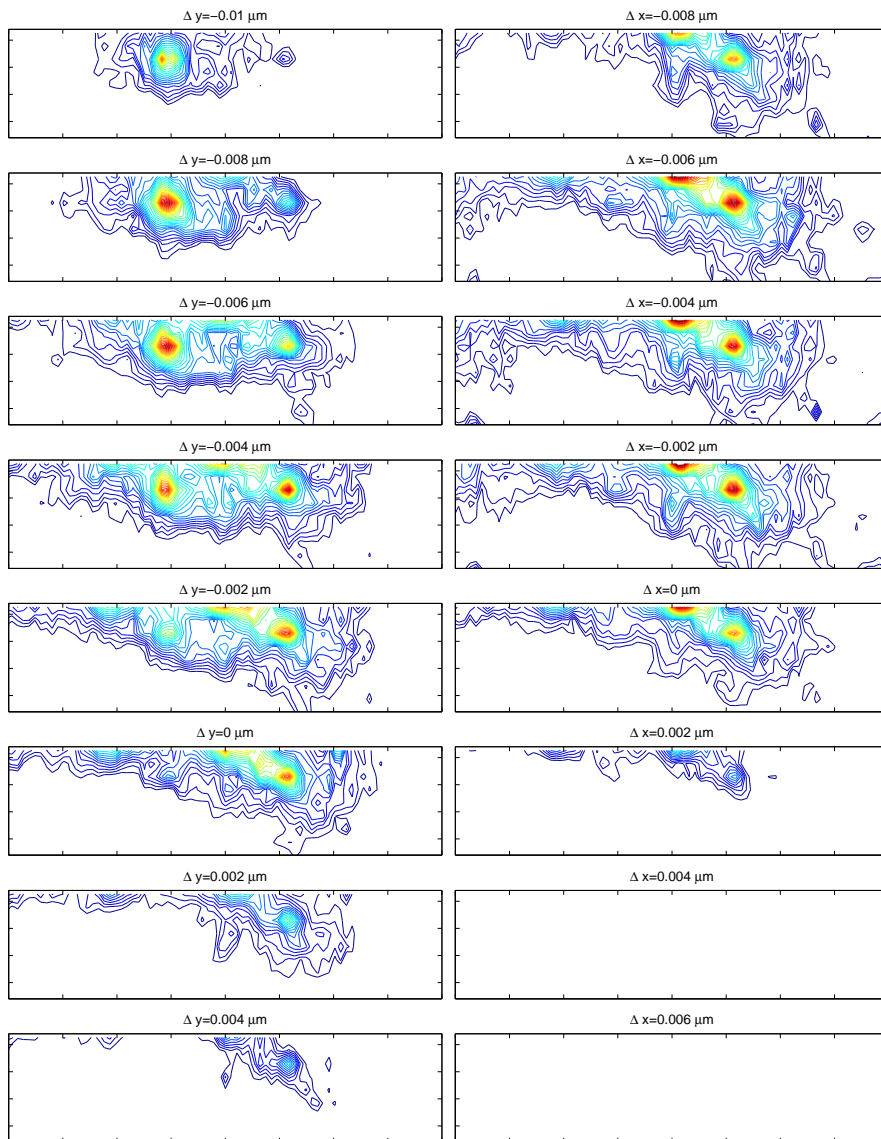 Δ y=−0.01 μm
Δ x=−0.008 μm
Δ y=−0.008 μm
Δ x=−0.006 μm
Δ y=−0.006 μm
Δ x=−0.004 μm
Δ y=−0.004 μm
Δ x=−0.002 μm
Δ y=−0.002 μm
Δ x=0 μm
Δ y=0 μm
Δ x=0.002 μm
Δ y=0.002 μm
Δ x=0.004 μm
Δ y=0.004 μm
Δ x=0.006 μm